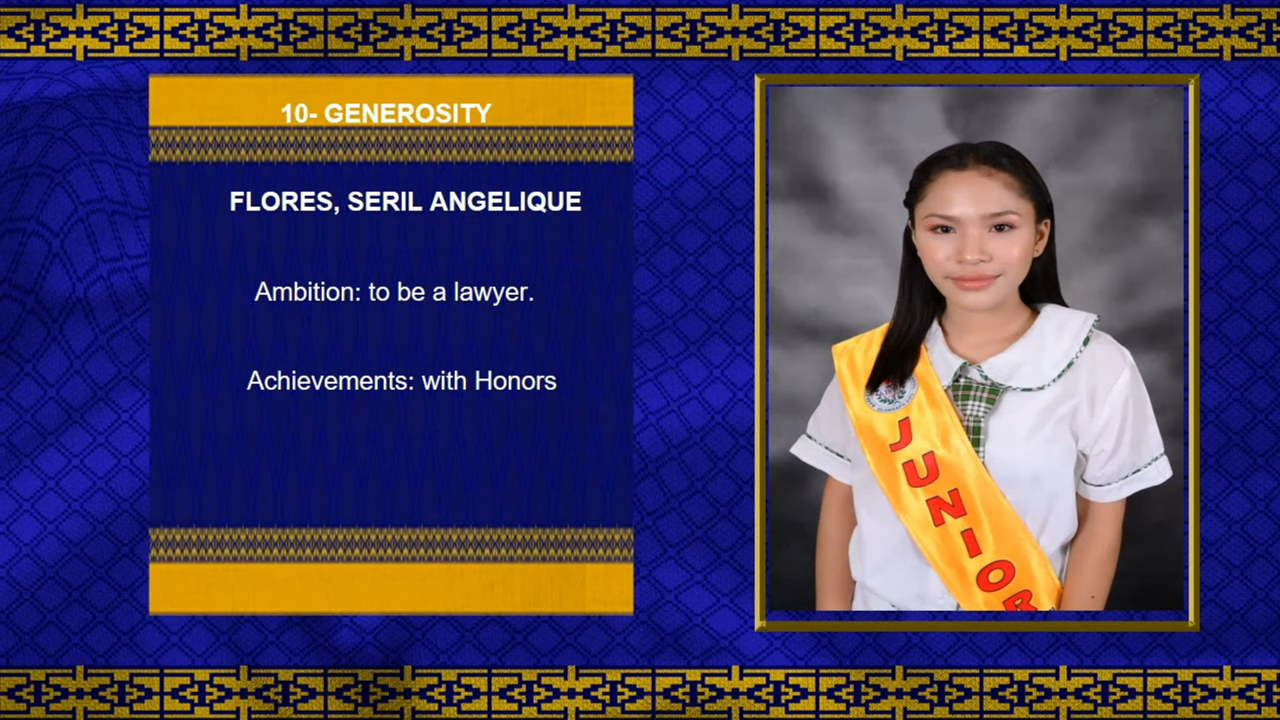 10- GENEROSITY
FLORES, SERIL ANGELIQUE
Ambition: to be a lawyer.
Achievements: with Honors
JUNIOR